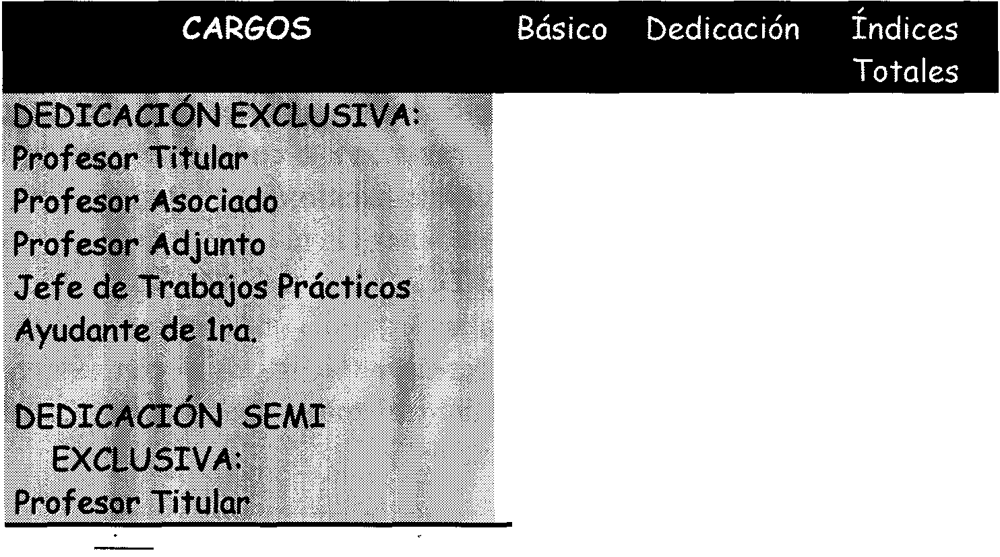 CARGOS Básico Dedicación Índices
Totales
DEDICACIÓN EXCLUSIVA:
Profesor Titular
Profesor Asociado
Profesor Adjunto
Jefe de Trabajos Prácticos
Ayudante de 1ra.
DEDICACIÓN SEMI
EXCLUSIVA:
Profesor Titular